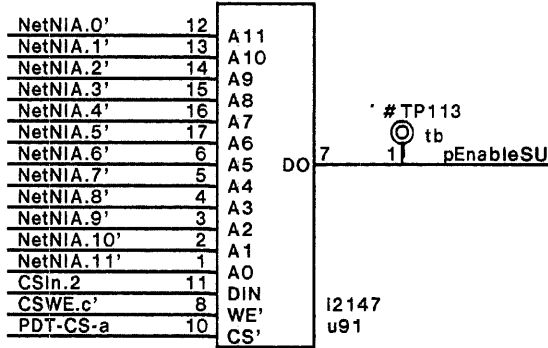 NetNIA.0' 12 A11
NetNIA.1' 13 A10
NetNIA.2' 14 A9
NetNIA.3' 15 A8
NetNIA.4' 16 A7
NetNIA.5' 17 A6
NetNIA.6' 6 A5 DO 7 1 pEnableSU
NetNIA.7' 5 A4
NetNIA.8' 4 A3
NetNIA.9' 3 A2
NetNIA.10' 2 A1
NetNIA.11' 1 A0
CSIn.2 11 DIN
CSWE.c' 8 WE'
PDT-CS-a 10 CS'
#TP113
tb
i2147
u91